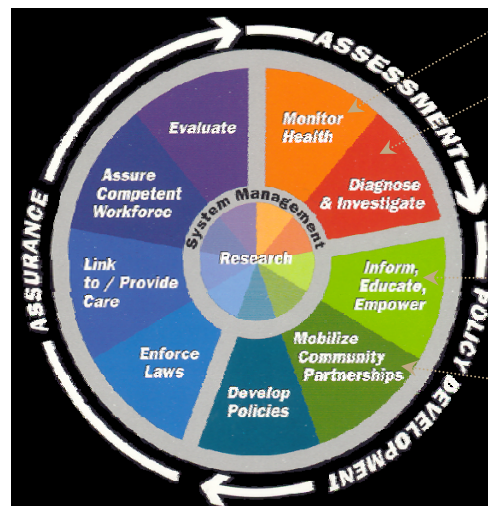 ASSESSMENT
Monitor
Health
Diagnose
& Investigate
POLICY DEVELOPMENT
Inform,
Educate,
Empower
Mobilize
Community
Partnerships
Develop
Policies
ASSURANCE
Enforce
Laws
Link
to / Provide
Care
Assure
Competent
Workforce
Evaluate
System Management
Research